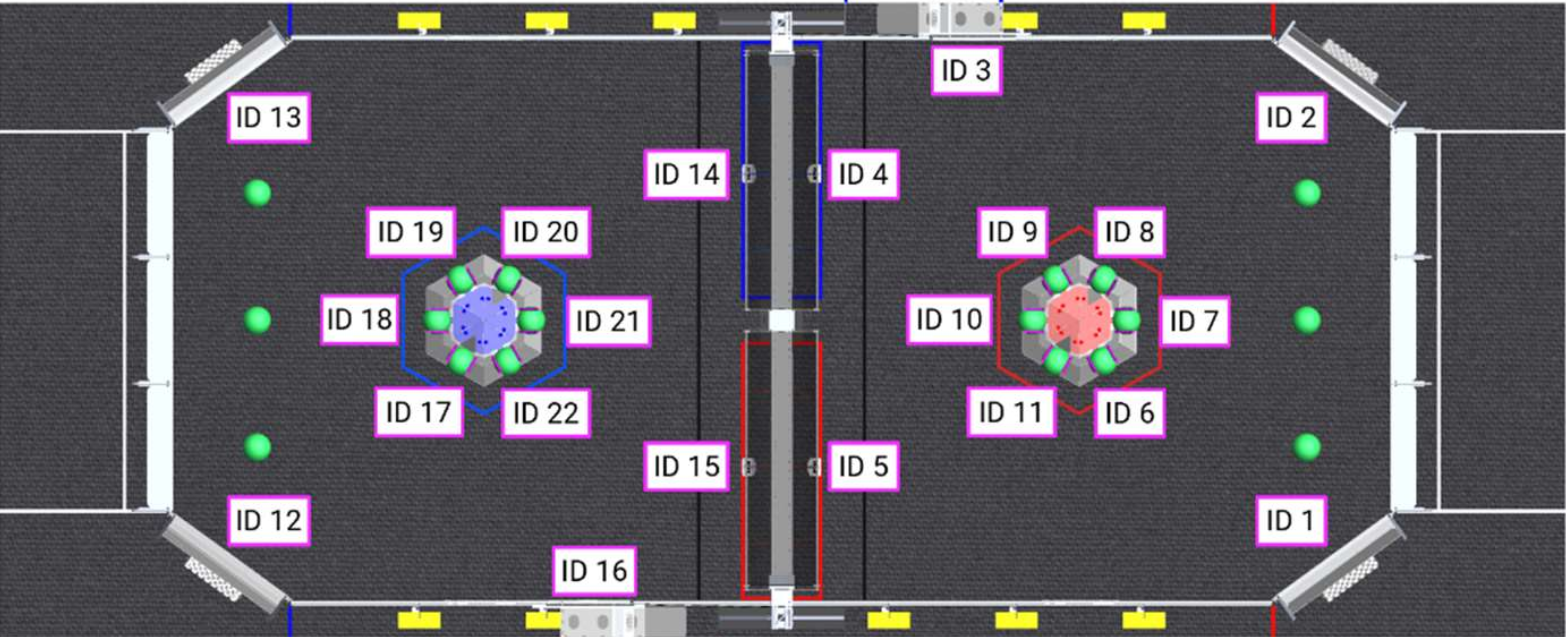 ID 3
ID 13
ID 2
ID 14
ID 4
ID 19
ID 20
ID 9
ID 8
ID 18
ID 21
ID 10
ID 7
ID 17
ID 22
ID 11
ID 6
ID 15
ID 5
ID 12
ID 1
ID 16